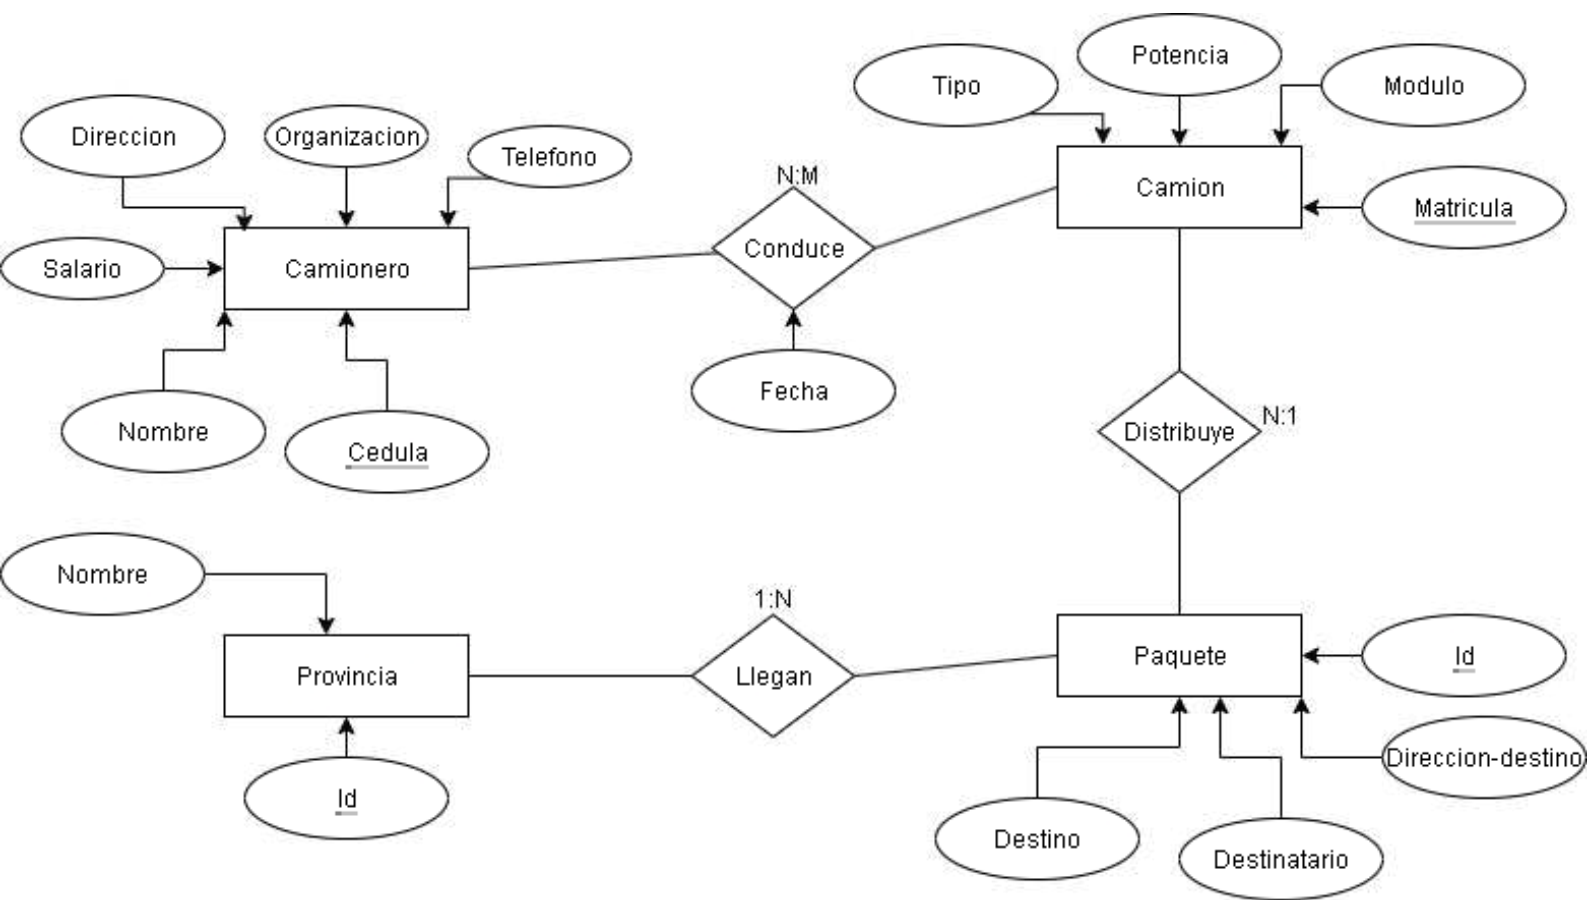 Potencia
Tipo
Modulo
Direccion
Organizacion
Telefono
N:M
Camion
Matricula
Salario
Camionero
Conduce
Fecha
Nombre
Cedula
Distribuye
N:1
Nombre
1:N
Provincia
Llegan
Paquete
Id
Direccion-destino
Id
Destino
Destinatario